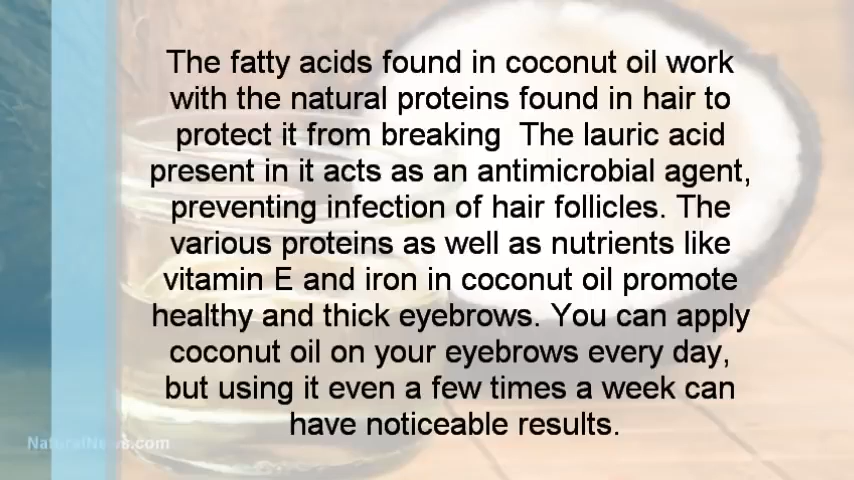 The fatty acids found in coconut oil work
with the natural proteins found in hair to
protect it from breaking  The lauric acid
present in it acts as an antimicrobial agent,
preventing infection of hair follicles. The
various proteins as well as nutrients like
vitamin E and iron in coconut oil promote
healthy and thick eyebrows. You can apply
coconut oil on your eyebrows every day,
but using it even a few times a week can
have noticeable results.
NaturalNews.com